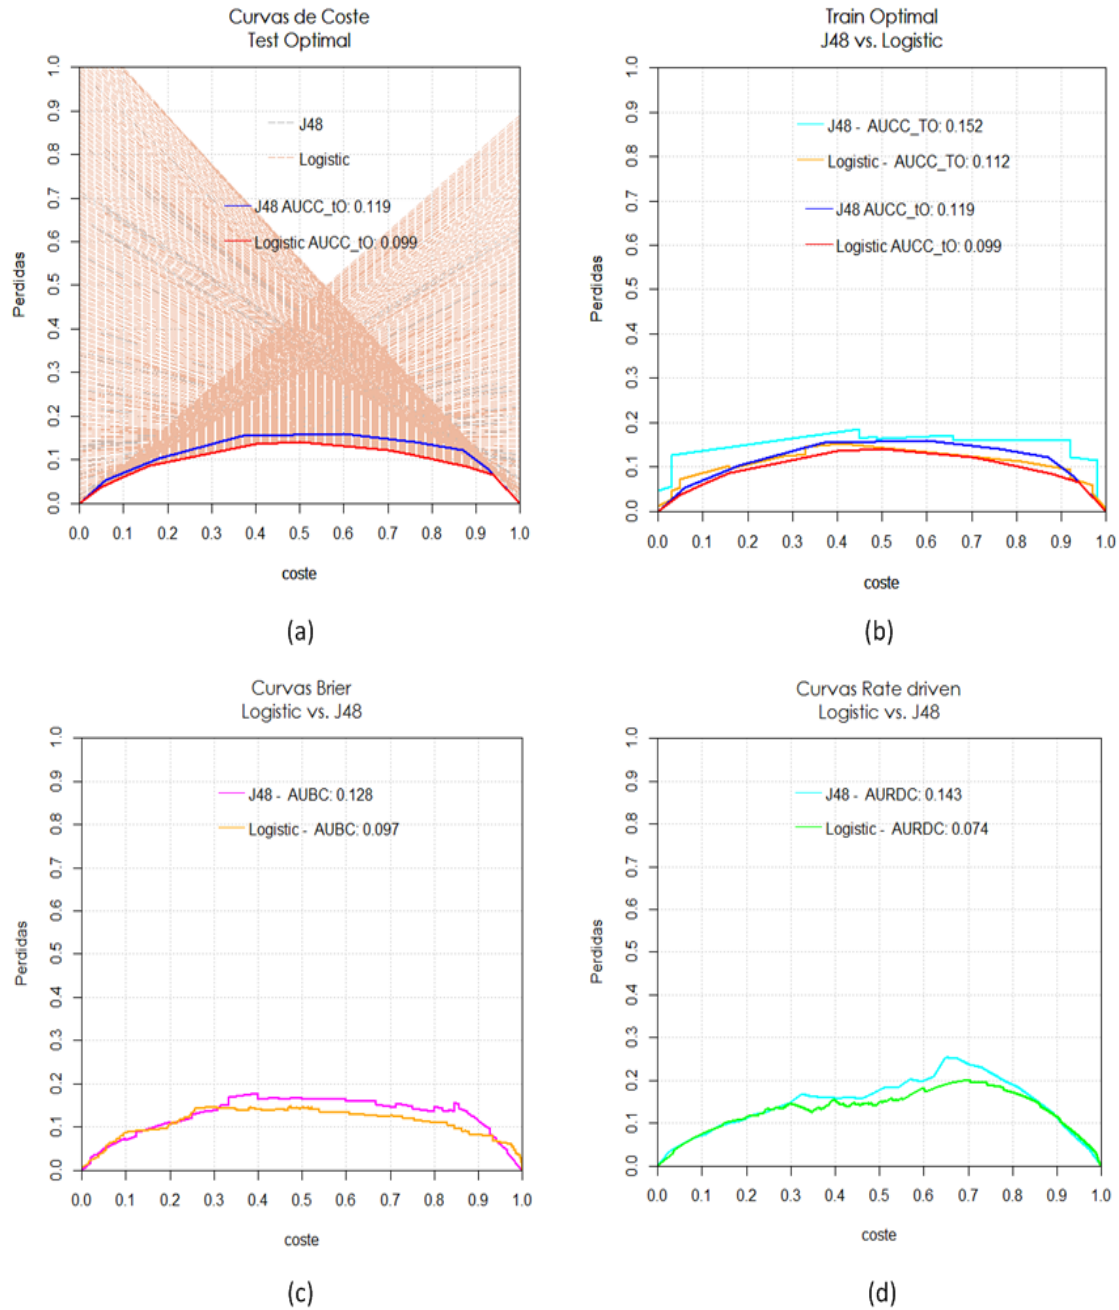 Curvas de Coste
Test Optimal
1.0
0.9
0.8
0.7
0.6
0.5
0.4
0.3
0.2
0.1
0.0
Perdidas
J48
Logistic
J48 AUCC_tO: 0.119
Logistic AUCC_tO: 0.099
0.0 0.1 0.2 0.3 0.4 0.5 0.6 0.7 0.8 0.9 1.0
coste
(a)
Train Optimal
J48 vs. Logistic
1.0
0.9
0.8
0.7
0.6
0.5
0.4
0.3
0.2
0.1
0.0
Perdidas
J48 - AUCC_TO: 0.152
Logistic - AUCC_TO: 0.112
J48 AUCC_tO: 0.119
Logistic AUCC_tO: 0.099
0.0 0.1 0.2 0.3 0.4 0.5 0.6 0.7 0.8 0.9 1.0
coste
(b)
Curvas Brier
Logistic vs. J48
1.0
0.9
0.8
0.7
0.6
0.5
0.4
0.3
0.2
0.1
0.0
Perdidas
J48 - AUBC: 0.128
Logistic - AUBC: 0.097
0.0 0.1 0.2 0.3 0.4 0.5 0.6 0.7 0.8 0.9 1.0
coste
(c)
Curvas Rate driven
Logistic vs. J48
1.0
0.9
0.8
0.7
0.6
0.5
0.4
0.3
0.2
0.1
0.0
Perdidas
J48 - AURDC: 0.143
Logistic - AURDC: 0.074
0.0 0.1 0.2 0.3 0.4 0.5 0.6 0.7 0.8 0.9 1.0
coste
(d)